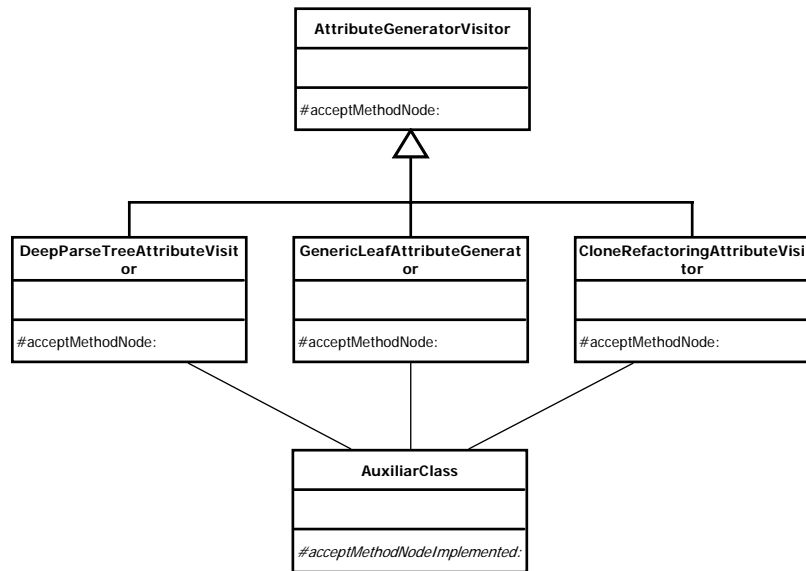 AttributeGeneratorVisitor
#acceptMethodNode:
DeepParseTreeAttributeVisit
or
#acceptMethodNode:
GenericLeafAttributeGenerat
or
#acceptMethodNode:
CloneRefactoringAttributeVisi
tor
#acceptMethodNode:
AuxiliarClass
#acceptMethodNodeImplemented: